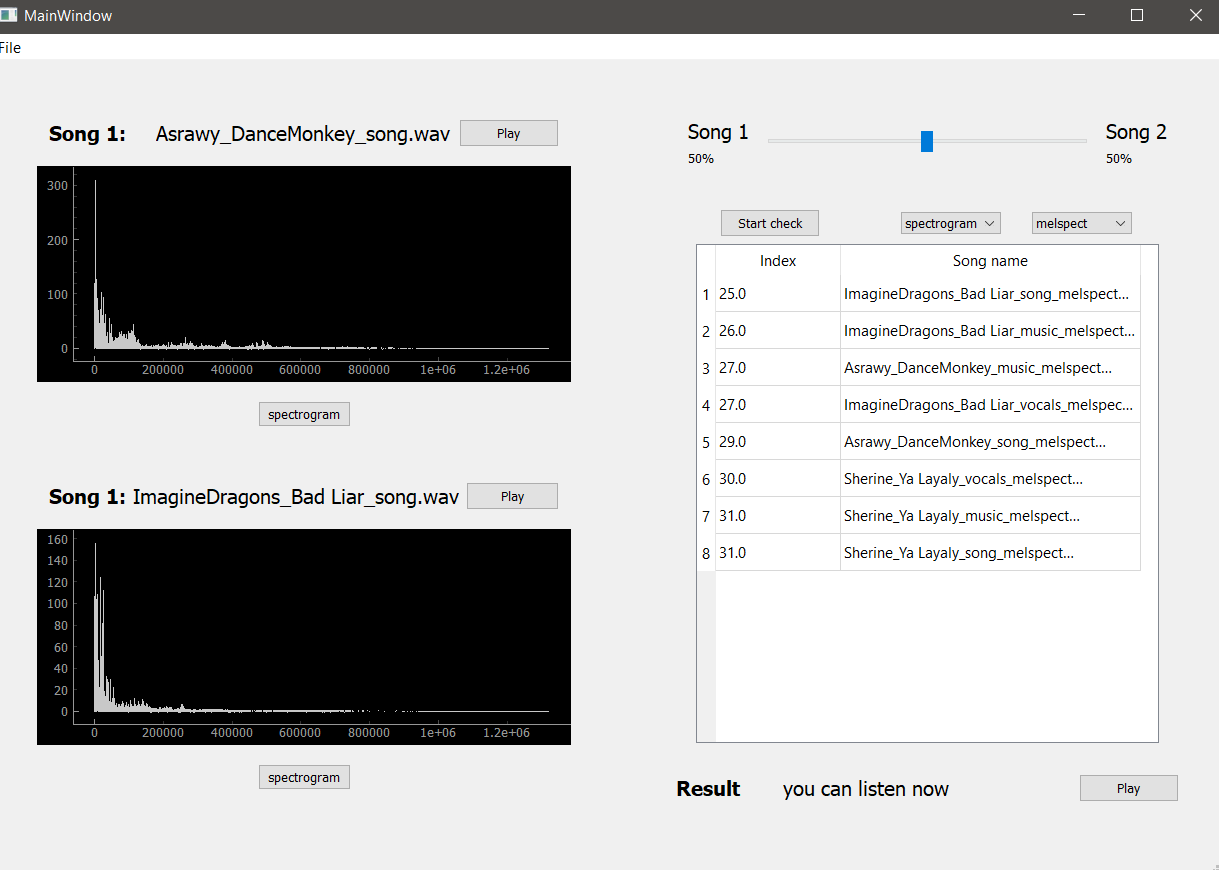 MainWindow
File
Song 1: Asrawy_DanceMonkey_song.wav Play
300
200
100
0
0 200000 400000 600000 800000 1e+06 1.2e+06
spectrogram
Song 1: ImagineDragons_Bad Liar_song.wav Play
160
140
120
100
80
60
40
20
0
0 200000 400000 600000 800000 1e+06 1.2e+06
spectrogram
Song 1 Song 2
50% 50%
Start check spectrogram melspect
Index Song name
1 25.0 ImagineDragons_Bad Liar_song_melspect...
2 26.0 ImagineDragons_Bad Liar_music_melspect...
3 27.0 Asrawy_DanceMonkey_music_melspect...
4 27.0 ImagineDragons_Bad Liar_vocals_melspec...
5 29.0 Asrawy_DanceMonkey_song_melspect...
6 30.0 Sherine_Ya Layaly_vocals_melspect...
7 31.0 Sherine_Ya Layaly_music_melspect...
8 31.0 Sherine_Ya Layaly_song_melspect...
Result you can listen now Play